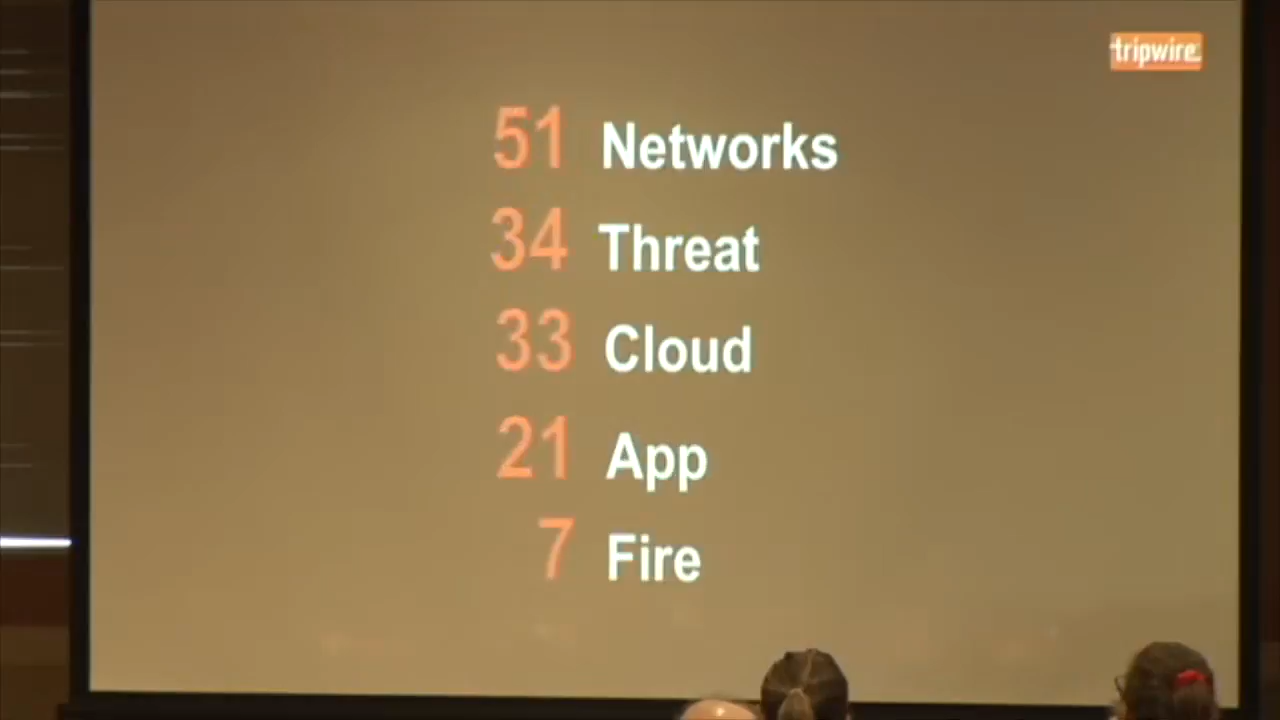 tripwire
51 Networks
34 Threat
33 Cloud
21 App
7 Fire